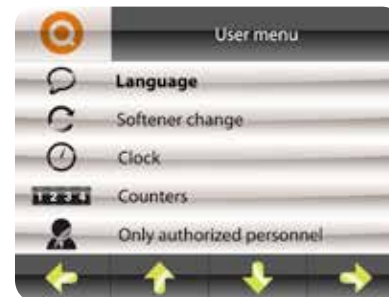 User menu
Language
Softener change
Clock
1 2 3 4 Counters
Only authorized personnel